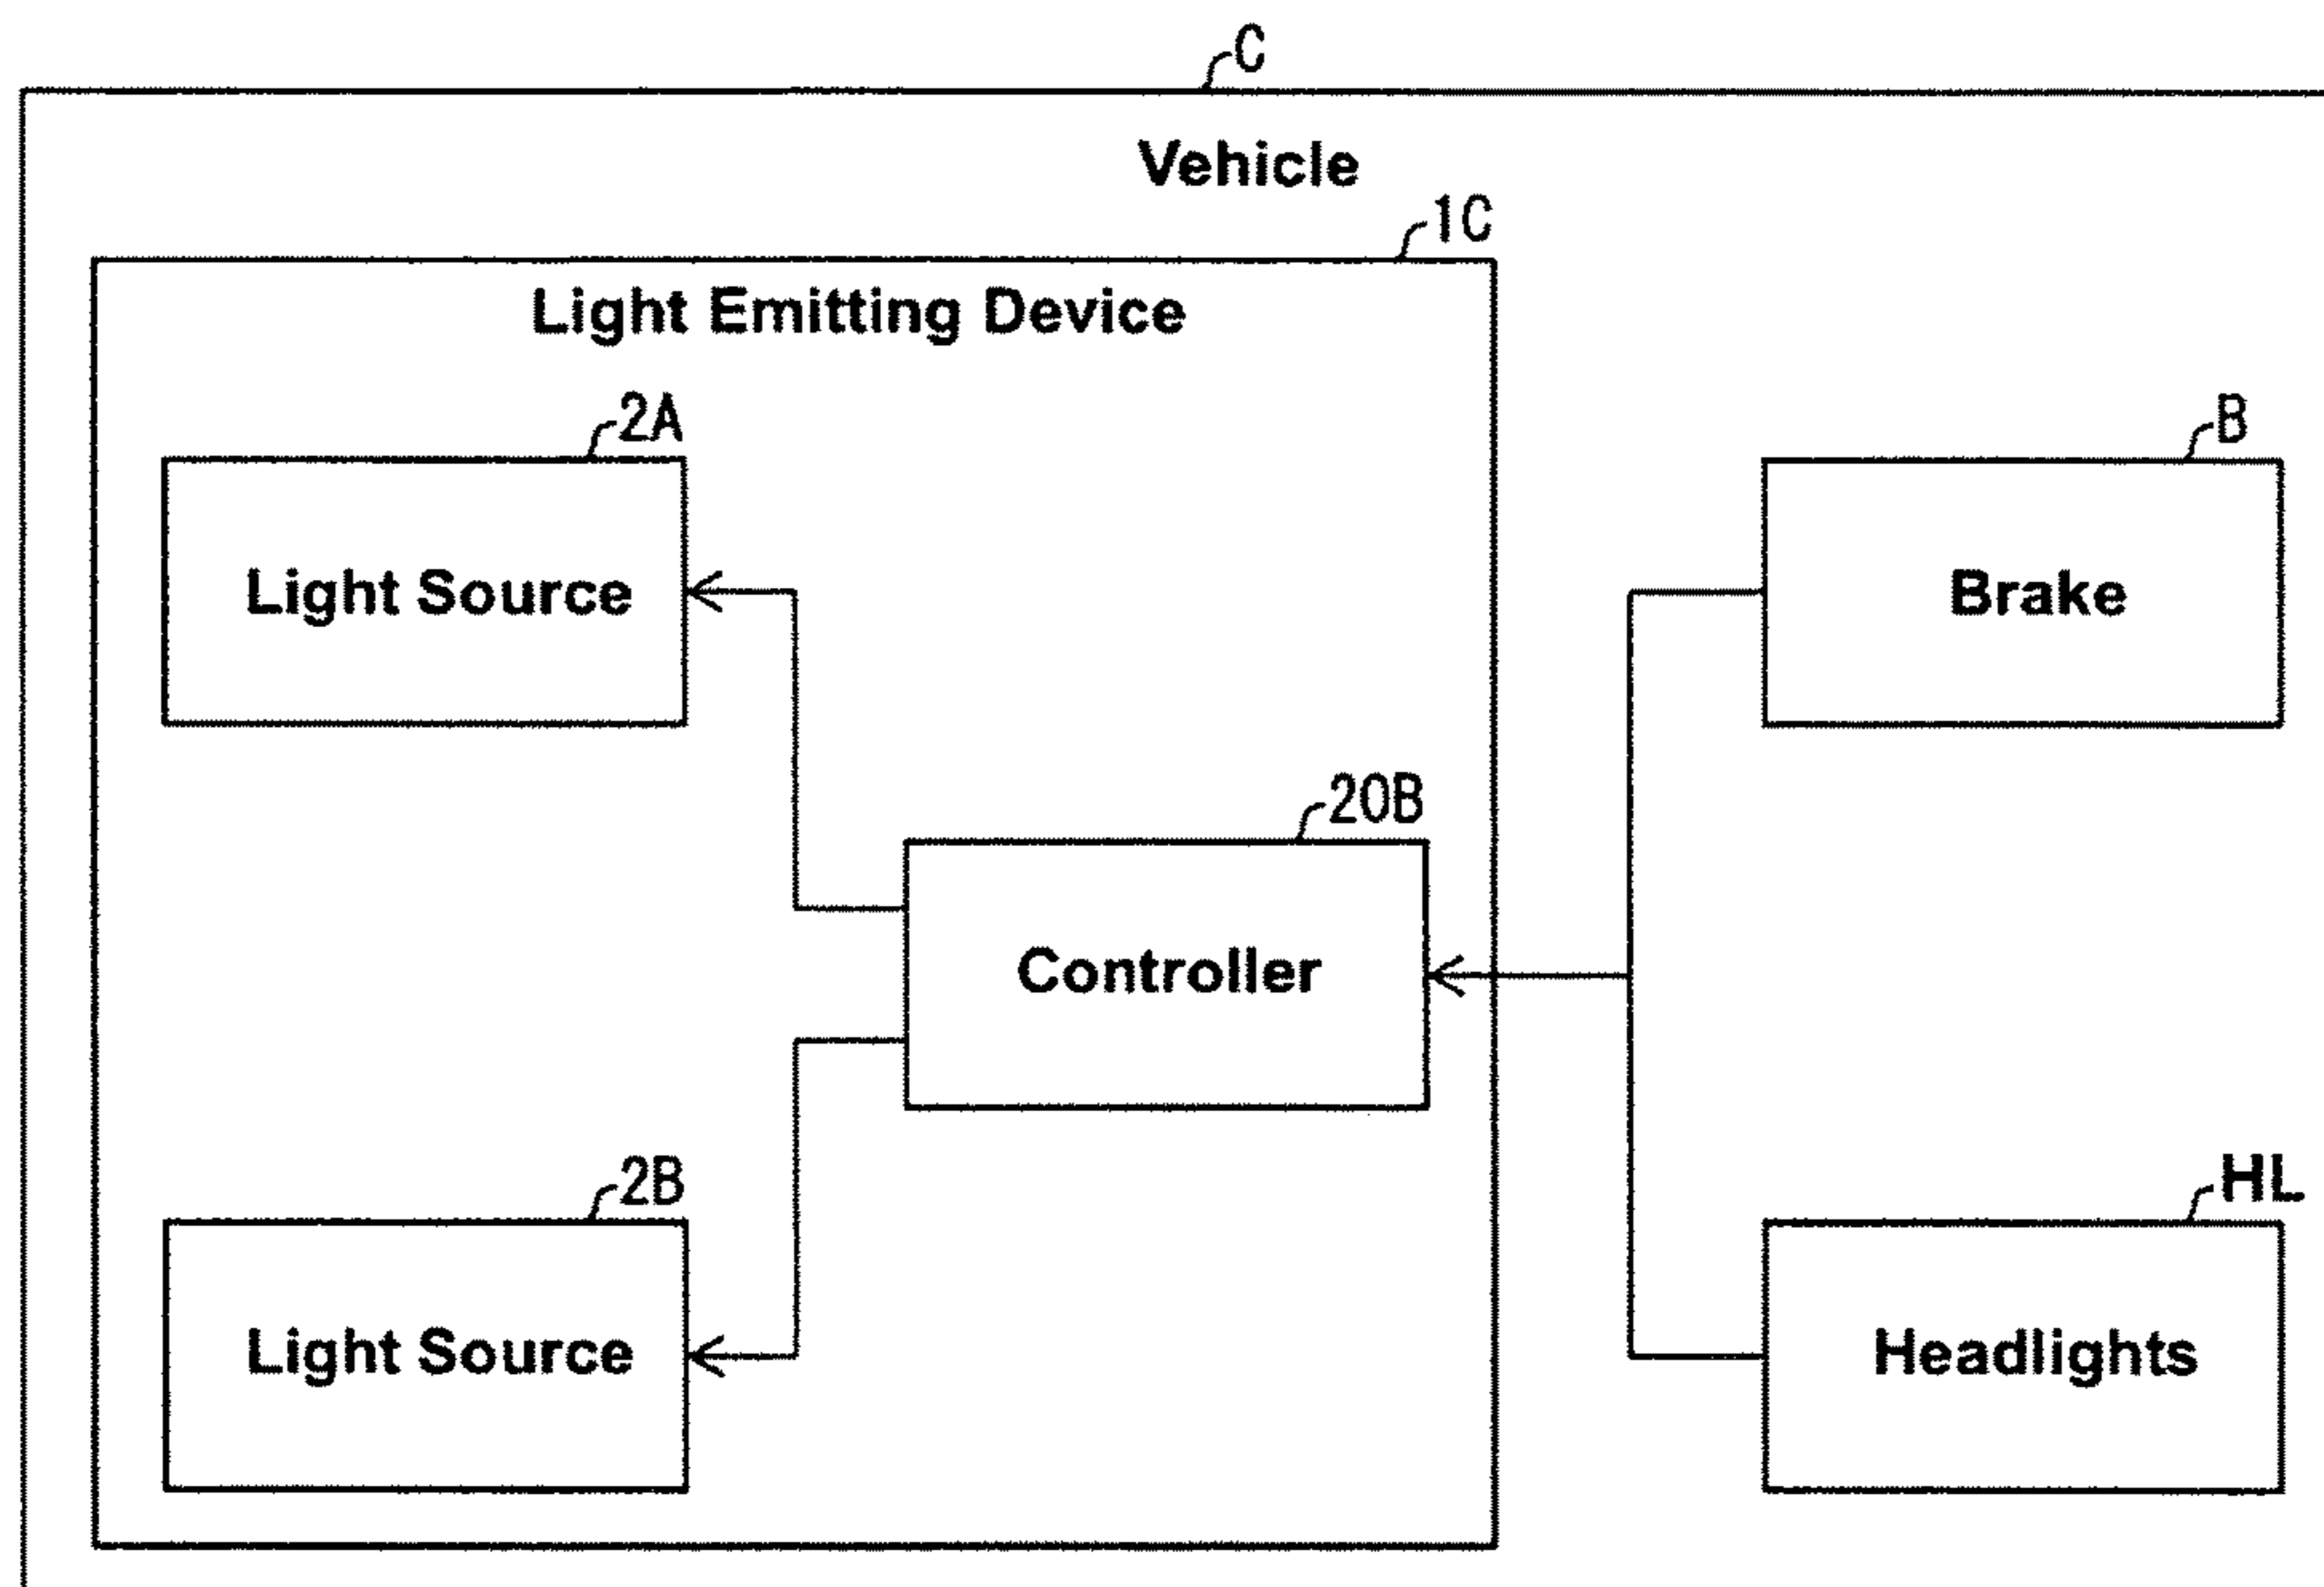 C
Vehicle
1C
Light Emitting Device
2A
B
Light Source
Brake
20B
Controller
2B
HL
Light Source
Headlights